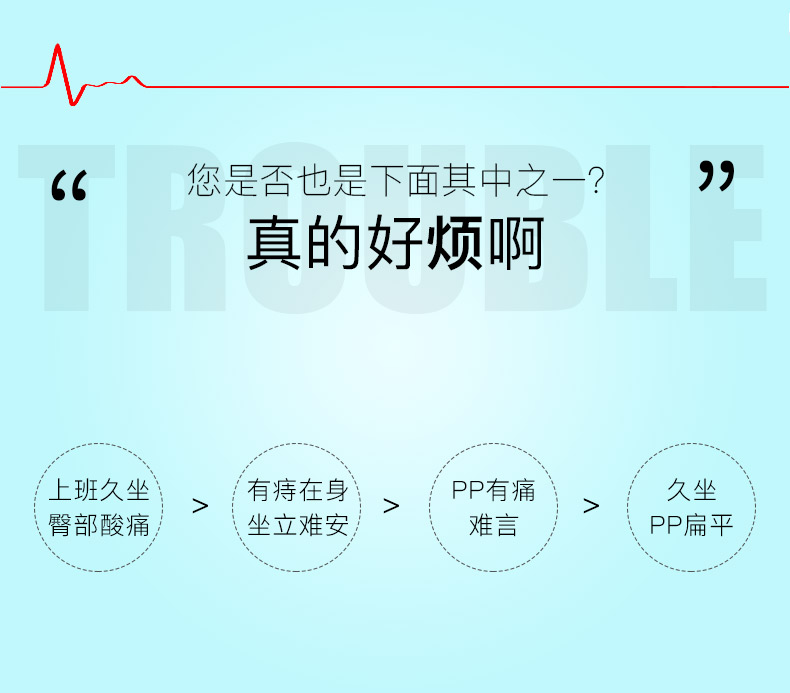 TROUBLE
“您是否也是下面其中之一?”
真的好烦啊
上班久坐
臀部酸痛
>
有痔在身
坐立难安
>
PP有痛
难言
>
久坐
PP扁平